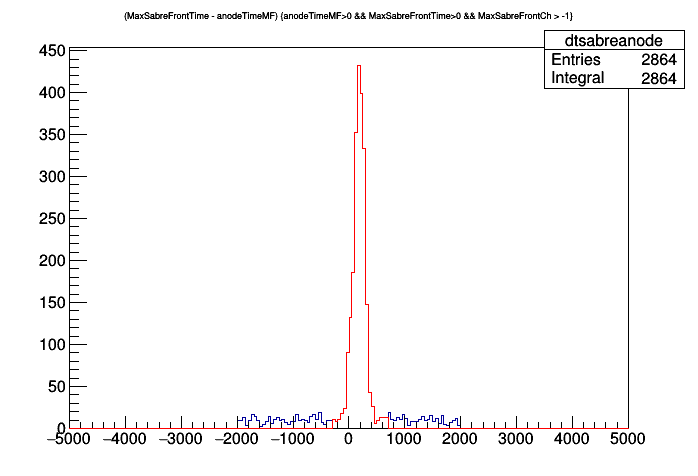 (MaxSabreFrontTime - anodeTimeMF) {anodeTimeMF>0 && MaxSabreFrontTime>0 && MaxSabreFrontCh > -1}
dtsabreanode
Entries 2864
Integral 2864
450
400
350
300
250
200
150
100
50
0
−5000 −4000 −3000 −2000 −1000 0 1000 2000 3000 4000 5000